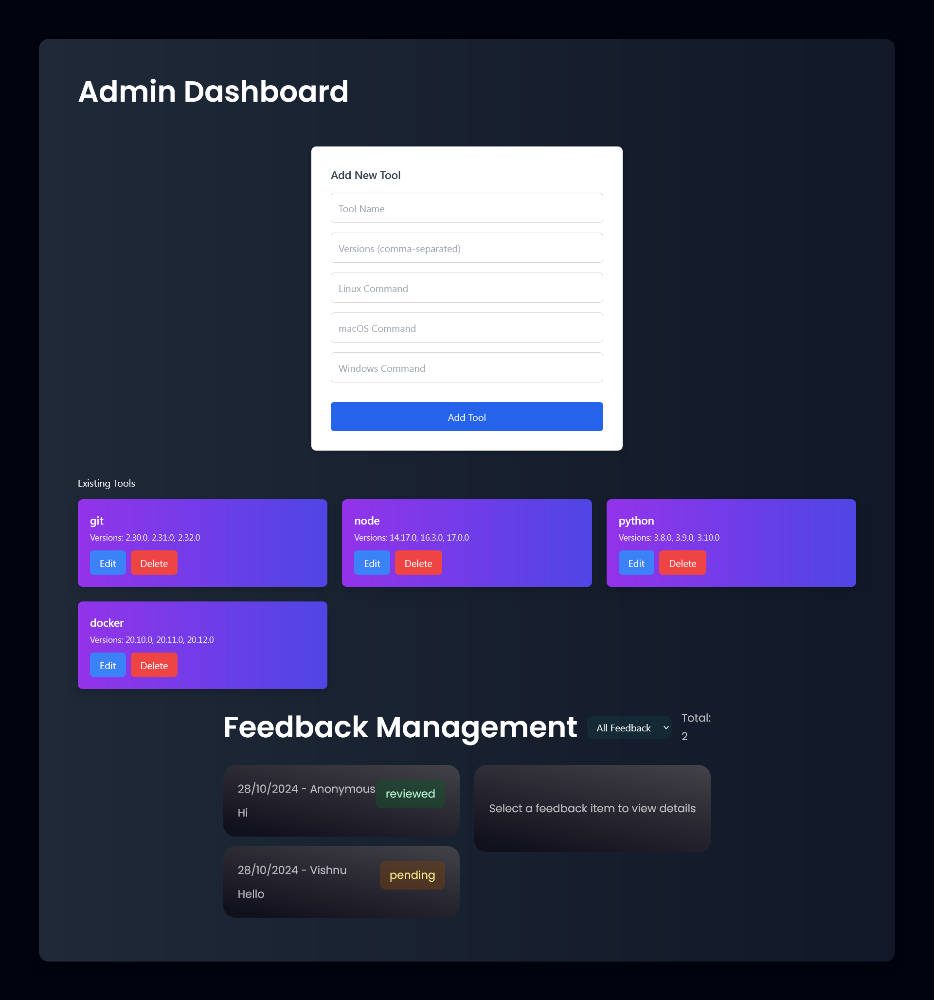 Admin Dashboard
Add New Tool
Tool Name
Versions (comma-separated)
Linux Command
macOS Command
Windows Command
Add Tool
Existing Tools
git
Versions: 2.30.0, 2.31.0, 2.32.0
Edit Delete
node
Versions: 14.17.0, 16.3.0, 17.0.0
Edit Delete
python
Versions: 3.8.0, 3.9.0, 3.10.0
Edit Delete
docker
Versions: 20.10.0, 20.11.0, 20.12.0
Edit Delete
Feedback Management
All Feedback
Total:
2
28/10/2024 - Anonymous
reviewed
Hi
28/10/2024 - Vishnu
pending
Hello
Select a feedback item to view details